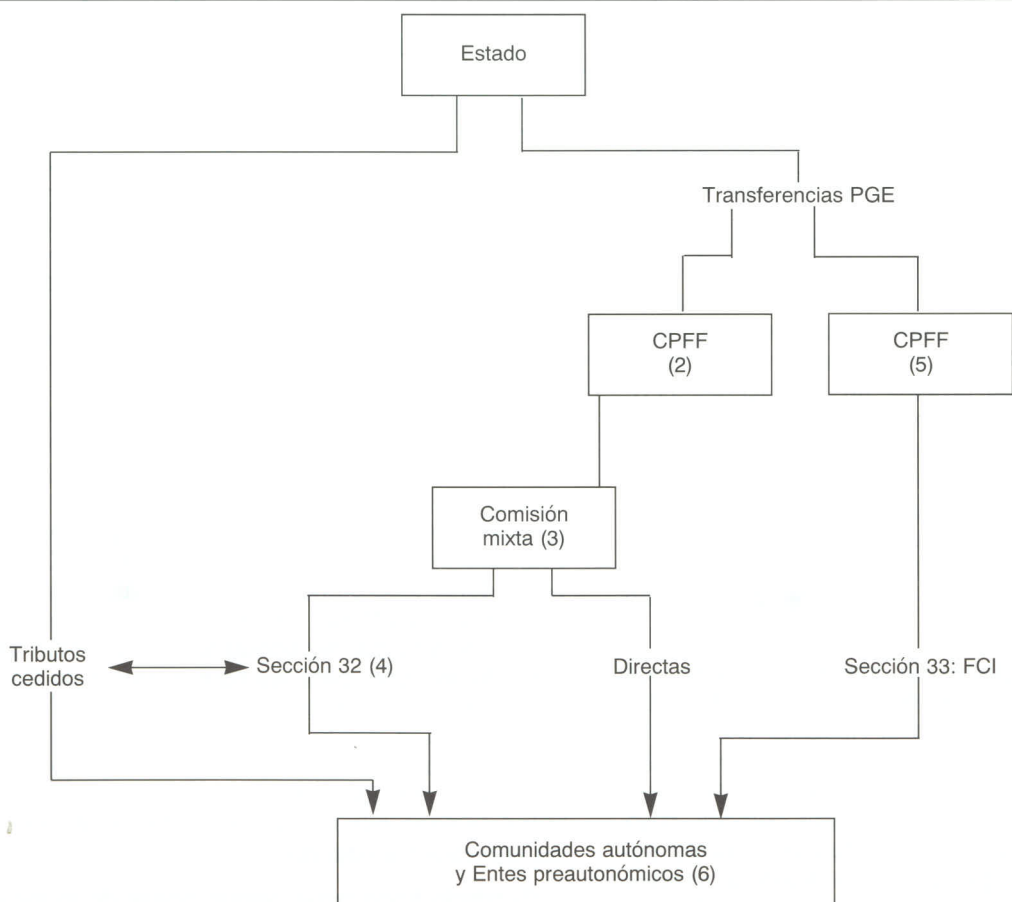 Estado
Transferencias PGE
CPFF
(2)
CPFF
(5)
Comisión
mixta (3)
Tributos
cedidos
Sección 32 (4)
Directas
Sección 33: FCI
Comunidades autónomas
y Entes preautonómicos (6)